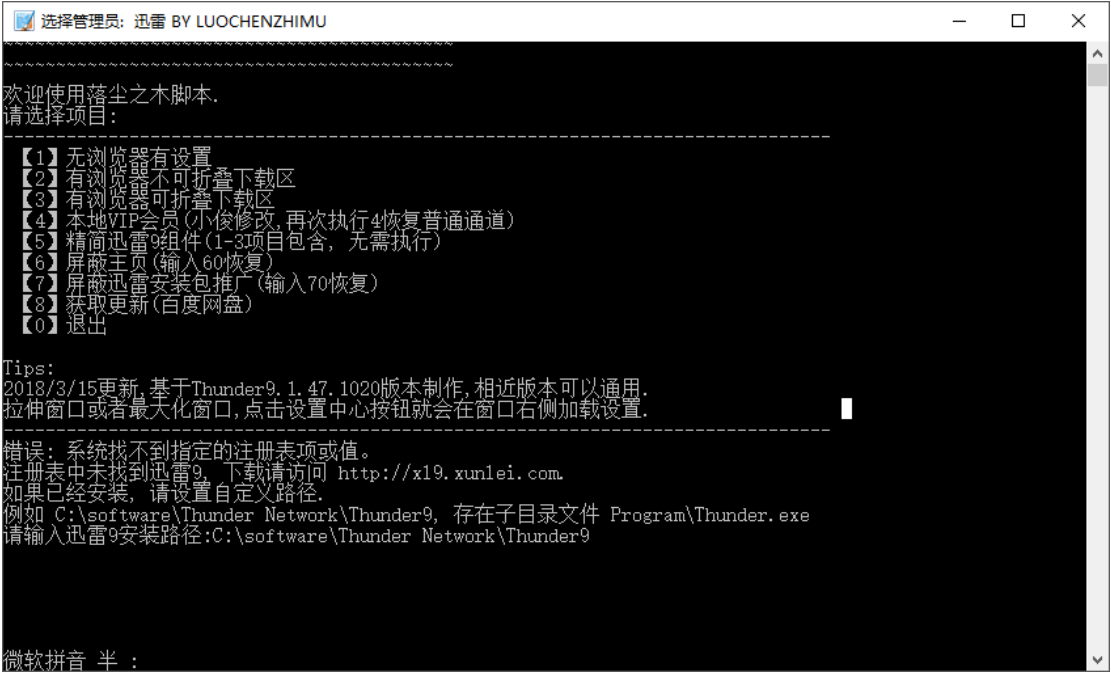 选择管理员: 迅雷 BY LUOCHENZHIMU
~~~~~~~~~~~~~~~~~~~~~~~~~~~~~~~~~~~~~~~~~~~
~~~~~~~~~~~~~~~~~~~~~~~~~~~~~~~~~~~~~~~~~~~
欢迎使用落尘之木脚本.
请选择项目:
-------------------------------------------------------------------------------
【1】无浏览器有设置
【2】有浏览器不可折叠下载区
【3】有浏览器可折叠下载区
【4】本地VIP会员(小俊修改,再次执行4恢复普通通道)
【5】精简迅雷9组件(1-3项目包含, 无需执行)
【6】屏蔽主页(输入60恢复)
【7】屏蔽迅雷安装包推广(输入70恢复)
【8】获取更新(百度网盘)
【0】退出
Tips:
2018/3/15更新,基于Thunder9.1.47.1020版本制作,相近版本可以通用.
拉伸窗口或者最大化窗口,点击设置中心按钮就会在窗口右侧加载设置.
-------------------------------------------------------------------------------
错误: 系统找不到指定的注册表项或值。
注册表中未找到迅雷9, 下载请访问 http://xl9.xunlei.com.
如果已经安装, 请设置自定义路径.
例如 C:\software\Thunder Network\Thunder9, 存在子目录文件 Program\Thunder.exe
请输入迅雷9安装路径:C:\software\Thunder Network\Thunder9
微软拼音 半 :